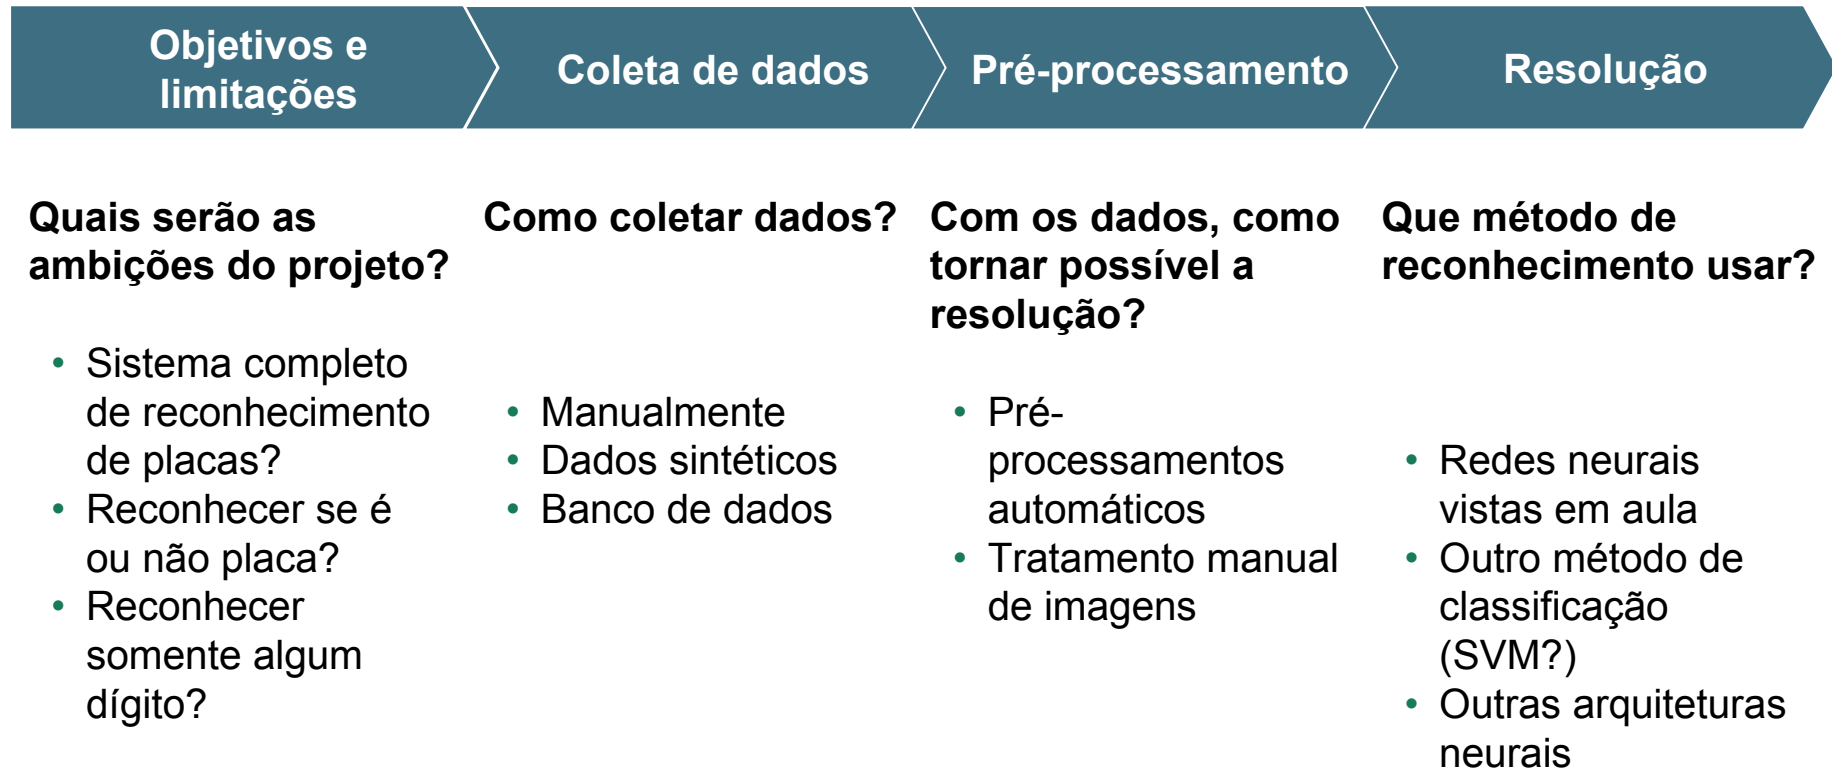 Objetivos e
limitações
Coleta de dados
Pré-processamento
Resolução
Quais serão as
ambições do projeto?
• Sistema completo
de reconhecimento
de placas?
• Reconhecer se é
ou não placa?
• Reconhecer
somente algum
dígito?
Como coletar dados?
• Manualmente
• Dados sintéticos
• Banco de dados
Com os dados, como
tornar possível a
resolução?
• Pré-
processamentos
automáticos
• Tratamento manual
de imagens
Que método de
reconhecimento usar?
• Redes neurais
vistas em aula
• Outro método de
classificação
(SVM?)
• Outras arquiteturas
neurais